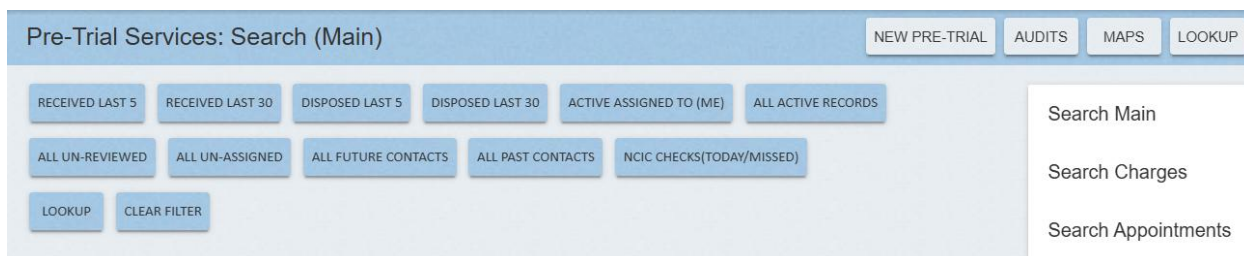 Pre-Trial Services: Search (Main) NEW PRE-TRIAL AUDITS MAPS LOOKUP
RECEIVED LAST 5 RECEIVED LAST 30 DISPOSED LAST 5 DISPOSED LAST 30 ACTIVE ASSIGNED TO (ME) ALL ACTIVE RECORDS
ALL UN-REVIEWED ALL UN-ASSIGNED ALL FUTURE CONTACTS ALL PAST CONTACTS NCIC CHECKS(TODAY/MISSED)
LOOKUP CLEAR FILTER
Search Main
Search Charges
Search Appointments